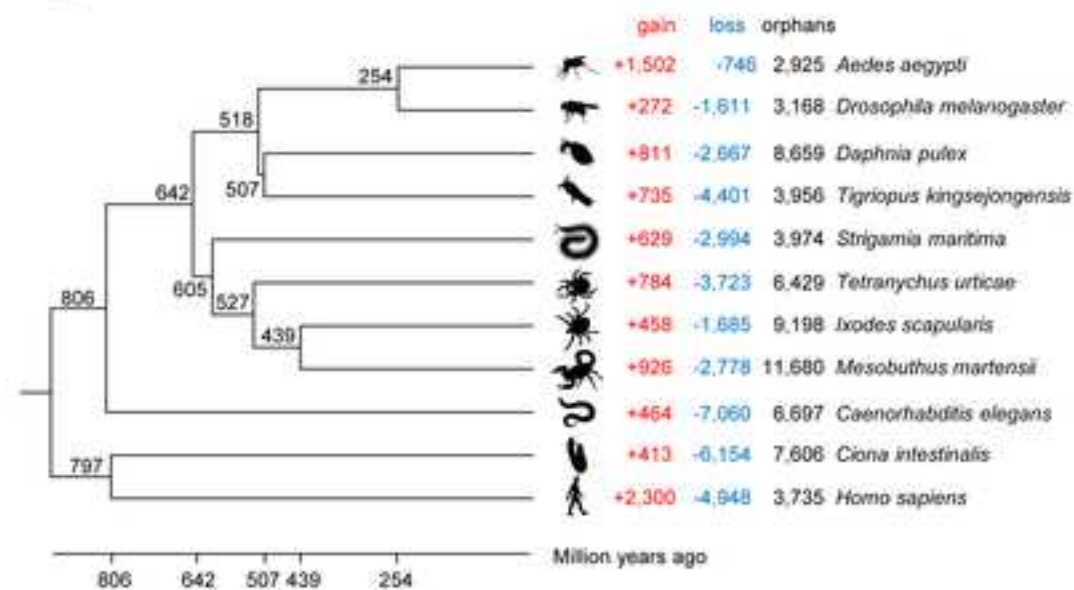 gain loss orphans
254 +1,502 -746 2,925 Aedes aegypti
+272 -1,611 3,168 Drosophila melanogaster
518
+811 -2,667 8,659 Daphnia pulex
642 507 +735 -4,401 3,956 Tigriopus kingsejongensis
+629 -2,994 3,974 Strigamia maritima
605 +784 -3,723 6,429 Tetranychus urticae
806 527
439 +458 -1,685 9,198 Ixodes scapularis
+926 -2,778 11,680 Mesobuthus martensii
+464 -7,060 6,697 Caenorhabditis elegans
797 +413 -6,154 7,606 Ciona intestinalis
+2,300 -4,948 3,735 Homo sapiens
Million years ago
806 642 507 439 254